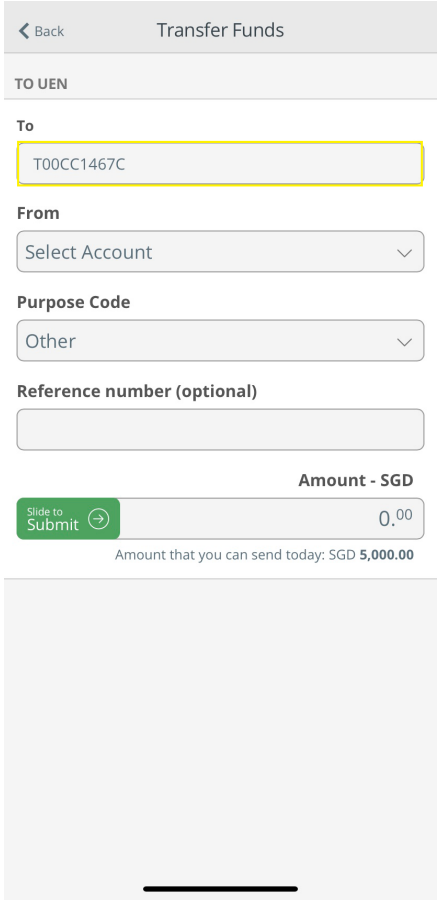 Back
Transfer Funds
TO UEN
To
T00CC1467C
From
Select Account
Purpose Code
Other
Reference number (optional)
Amount - SGD
Slide to
Submit
0.00
Amount that you can send today: SGD 5,000.00